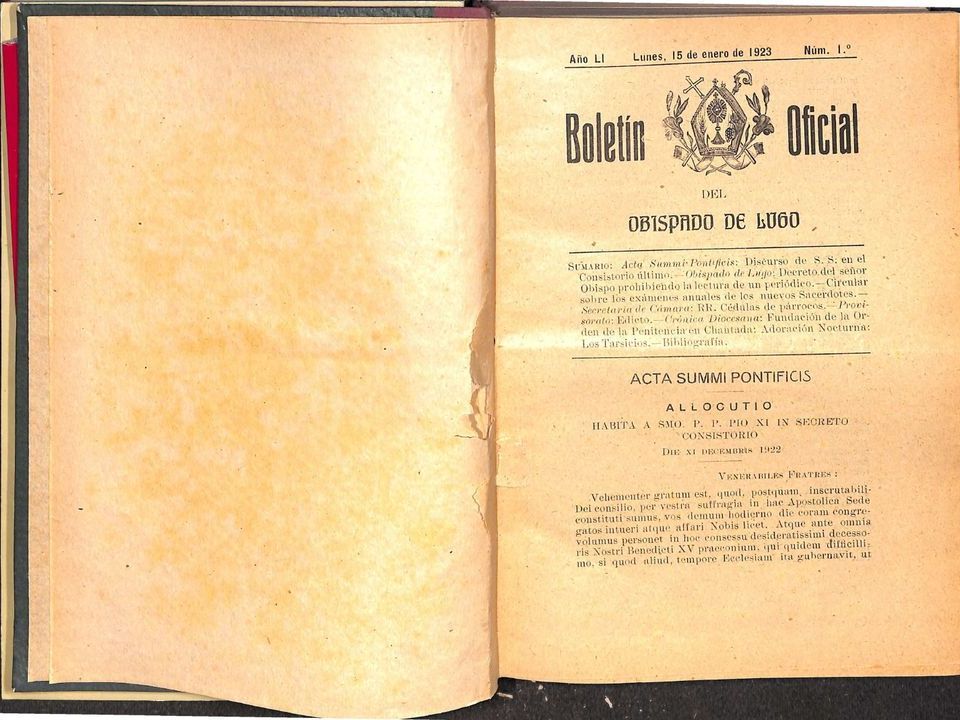 Año LI Lunes, 15 de enero de 1923 Núm. 1.º
Boletín Oficial
DEL
OBISPADO DE LUGO
SUMARIO: Acta Summi Pontificis: Discurso de S. S. en el
Consistorio último.—Obispado de Lugo: Decreto del señor
Obispo prohibiendo la lectura de un periódico.—Circular
sobre los exámenes anuales de los nuevos Sacerdotes.—
Secretaría de Cámara: RR. Cédulas de párrocos.—Provi-
sorato: Edicto.—Crónica Diocesana: Fundación de la Or-
den de la Penitencia en Chantada: Adoración Nocturna:
Los Tarsicios.—Bibliografía.
ACTA SUMMI PONTIFICIS
ALLOCUTIO
HABITA A SMO. P. P. PIO XI IN SECRETO
CONSISTORIO
DIE XI DECEMBRIS 1922
VENERABILES FRATRES:
Vehementer gratum est, quod, postquam, inscrutabili
Dei consilio, per vestra suffragia in hac Apostolica Sede
constituti sumus, vos demum hodierno die coram congre-
gatos intueri atque affari Nobis licet. Atque ante omnia
volumus personet in hoc consessu desideratissimi decesso-
ris Nostri Benedicti XV praeconium, qui quidem difficilli-
mo, si quod aliud, tempore Ecclesiam ita gubernavit, ut